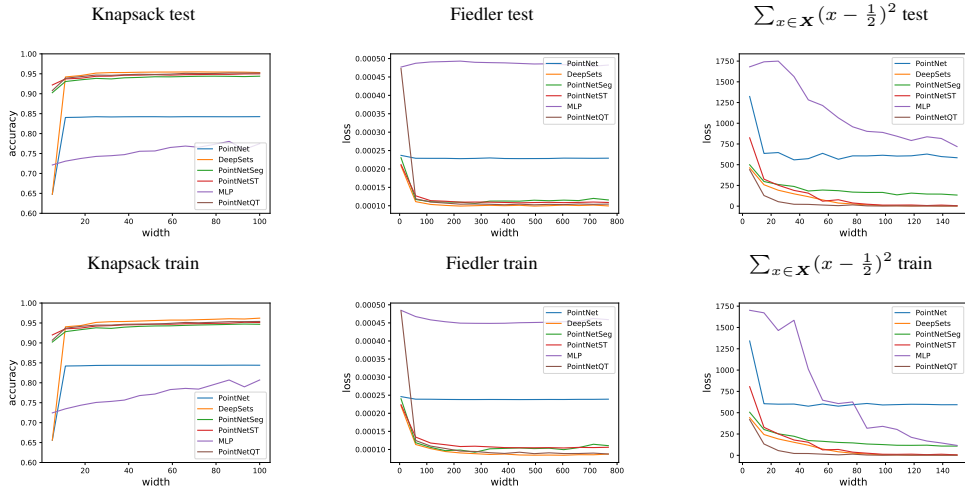 Knapsack test
Fiedler test
∑x∈X(x − 1/2)² test
1.00
0.95
0.90
0.85
0.80
0.75
0.70
0.65
0.60
accuracy
20
40
60
80
100
width
PointNet
DeepSets
PointNetSeg
PointNetST
MLP
PointNetQT
0.00050
0.00045
0.00040
0.00035
0.00030
0.00025
0.00020
0.00015
0.00010
loss
0
100
200
300
400
500
600
700
800
width
PointNet
DeepSets
PointNetSeg
PointNetST
MLP
PointNetQT
1750
1500
1250
1000
750
500
250
0
loss
20
40
60
80
100
120
140
width
PointNet
DeepSets
PointNetSeg
PointNetST
MLP
PointNetQT
Knapsack train
Fiedler train
∑x∈X(x − 1/2)² train
1.00
0.95
0.90
0.85
0.80
0.75
0.70
0.65
0.60
accuracy
20
40
60
80
100
width
PointNet
DeepSets
PointNetSeg
PointNetST
MLP
PointNetQT
0.00050
0.00045
0.00040
0.00035
0.00030
0.00025
0.00020
0.00015
0.00010
loss
0
100
200
300
400
500
600
700
800
width
PointNet
DeepSets
PointNetSeg
PointNetST
MLP
PointNetQT
1750
1500
1250
1000
750
500
250
0
loss
20
40
60
80
100
120
140
width
PointNet
DeepSets
PointNetSeg
PointNetST
MLP
PointNetQT